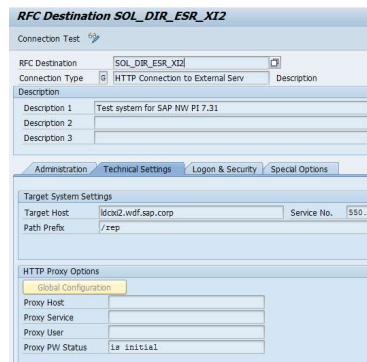 RFC Destination SOL_DIR_ESR_XI2
Connection Test
RFC Destination SOL_DIR_ESR_XI2
Connection Type G HTTP Connection to External Serv Description
Description
Description 1 Test system for SAP NW PI 7.31
Description 2
Description 3
Administration Technical Settings Logon & Security Special Options
Target System Settings
Target Host ldcixi2.wdf.sap.corp Service No. 550.
Path Prefix /rep
HTTP Proxy Options
Global Configuration
Proxy Host
Proxy Service
Proxy User
Proxy PW Status is initial